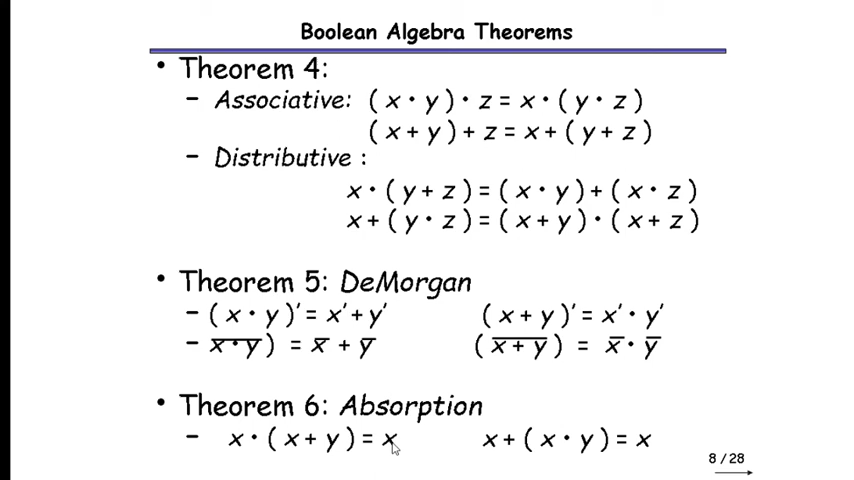 Boolean Algebra Theorems
• Theorem 4:
– Associative: ( x · y ) · z = x · ( y · z )
( x + y ) + z = x + ( y + z )
– Distributive :
x · ( y + z ) = ( x · y ) + ( x · z )
x + ( y · z ) = ( x + y ) · ( x + z )
• Theorem 5: DeMorgan
– ( x · y )′ = x′ + y′ ( x + y )′ = x′ · y′
– x̅ ̅·̅ ̅y̅ ) = x̅ + y̅ ( x̅ ̅+̅ ̅y̅ ) = x̅ · y̅
• Theorem 6: Absorption
– x · ( x + y ) = x x + ( x · y ) = x
8 / 28